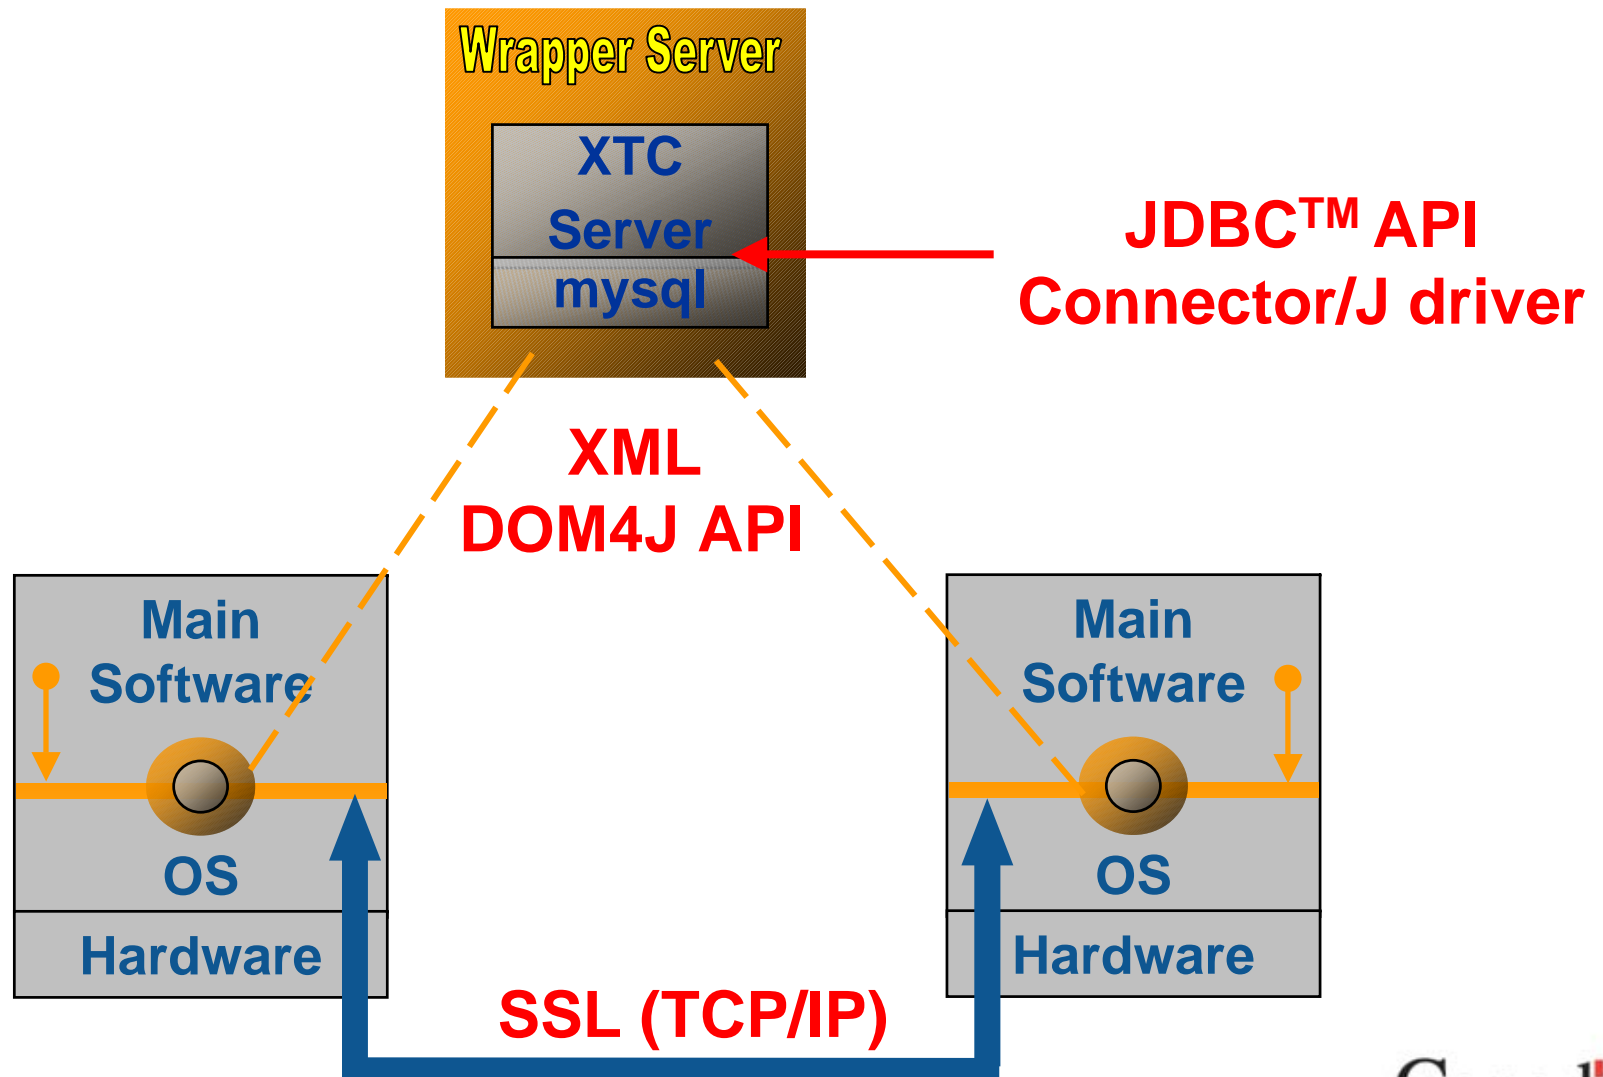 Wrapper Server
XTC
Server
mysql
JDBC™ API
Connector/J driver
XML
DOM4J API
Main
Software
OS
Hardware
Main
Software
OS
Hardware
SSL (TCP/IP)